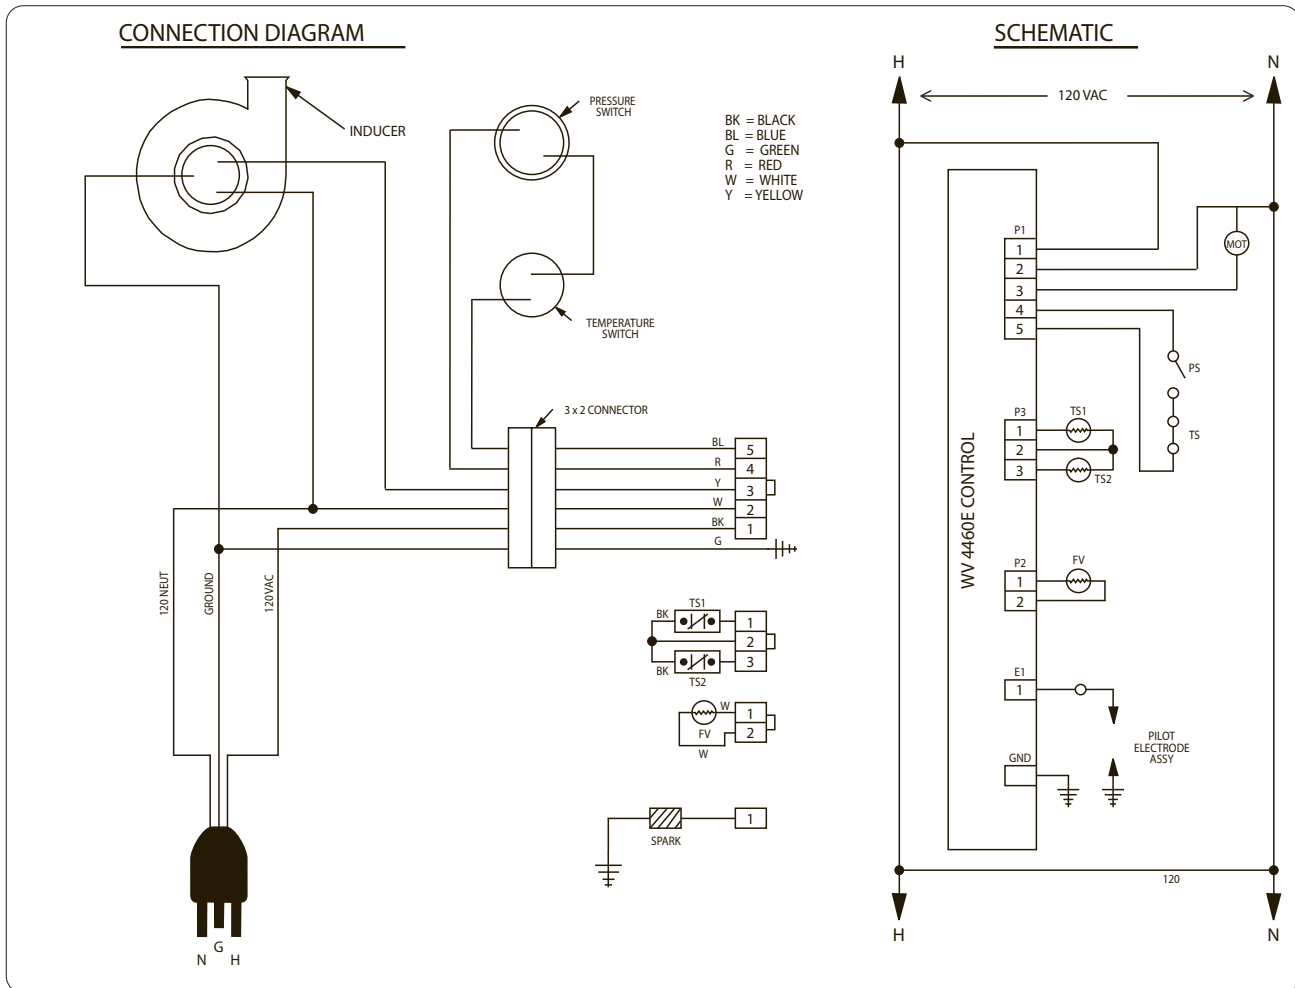 CONNECTION DIAGRAM
INDUCER
PRESSURE
SWITCH
BK = BLACK
BL = BLUE
G = GREEN
R = RED
W = WHITE
Y = YELLOW
TEMPERATURE
SWITCH
3 x 2 CONNECTOR
BL 5
R 4
Y 3
W 2
BK 1
G
120 NEUT
GROUND
120VAC
TS1
BK 1
2
BK 3
TS2
W 1
FV 2
W
SPARK
1
N G H
SCHEMATIC
H N
120 VAC
WV 4460E CONTROL
P1
1
2
3
4
5
MOT
PS
TS
P3
1
2
3
TS1
TS2
P2
1
2
FV
E1
1
PILOT
ELECTRODE
ASSY
GND
120
H N